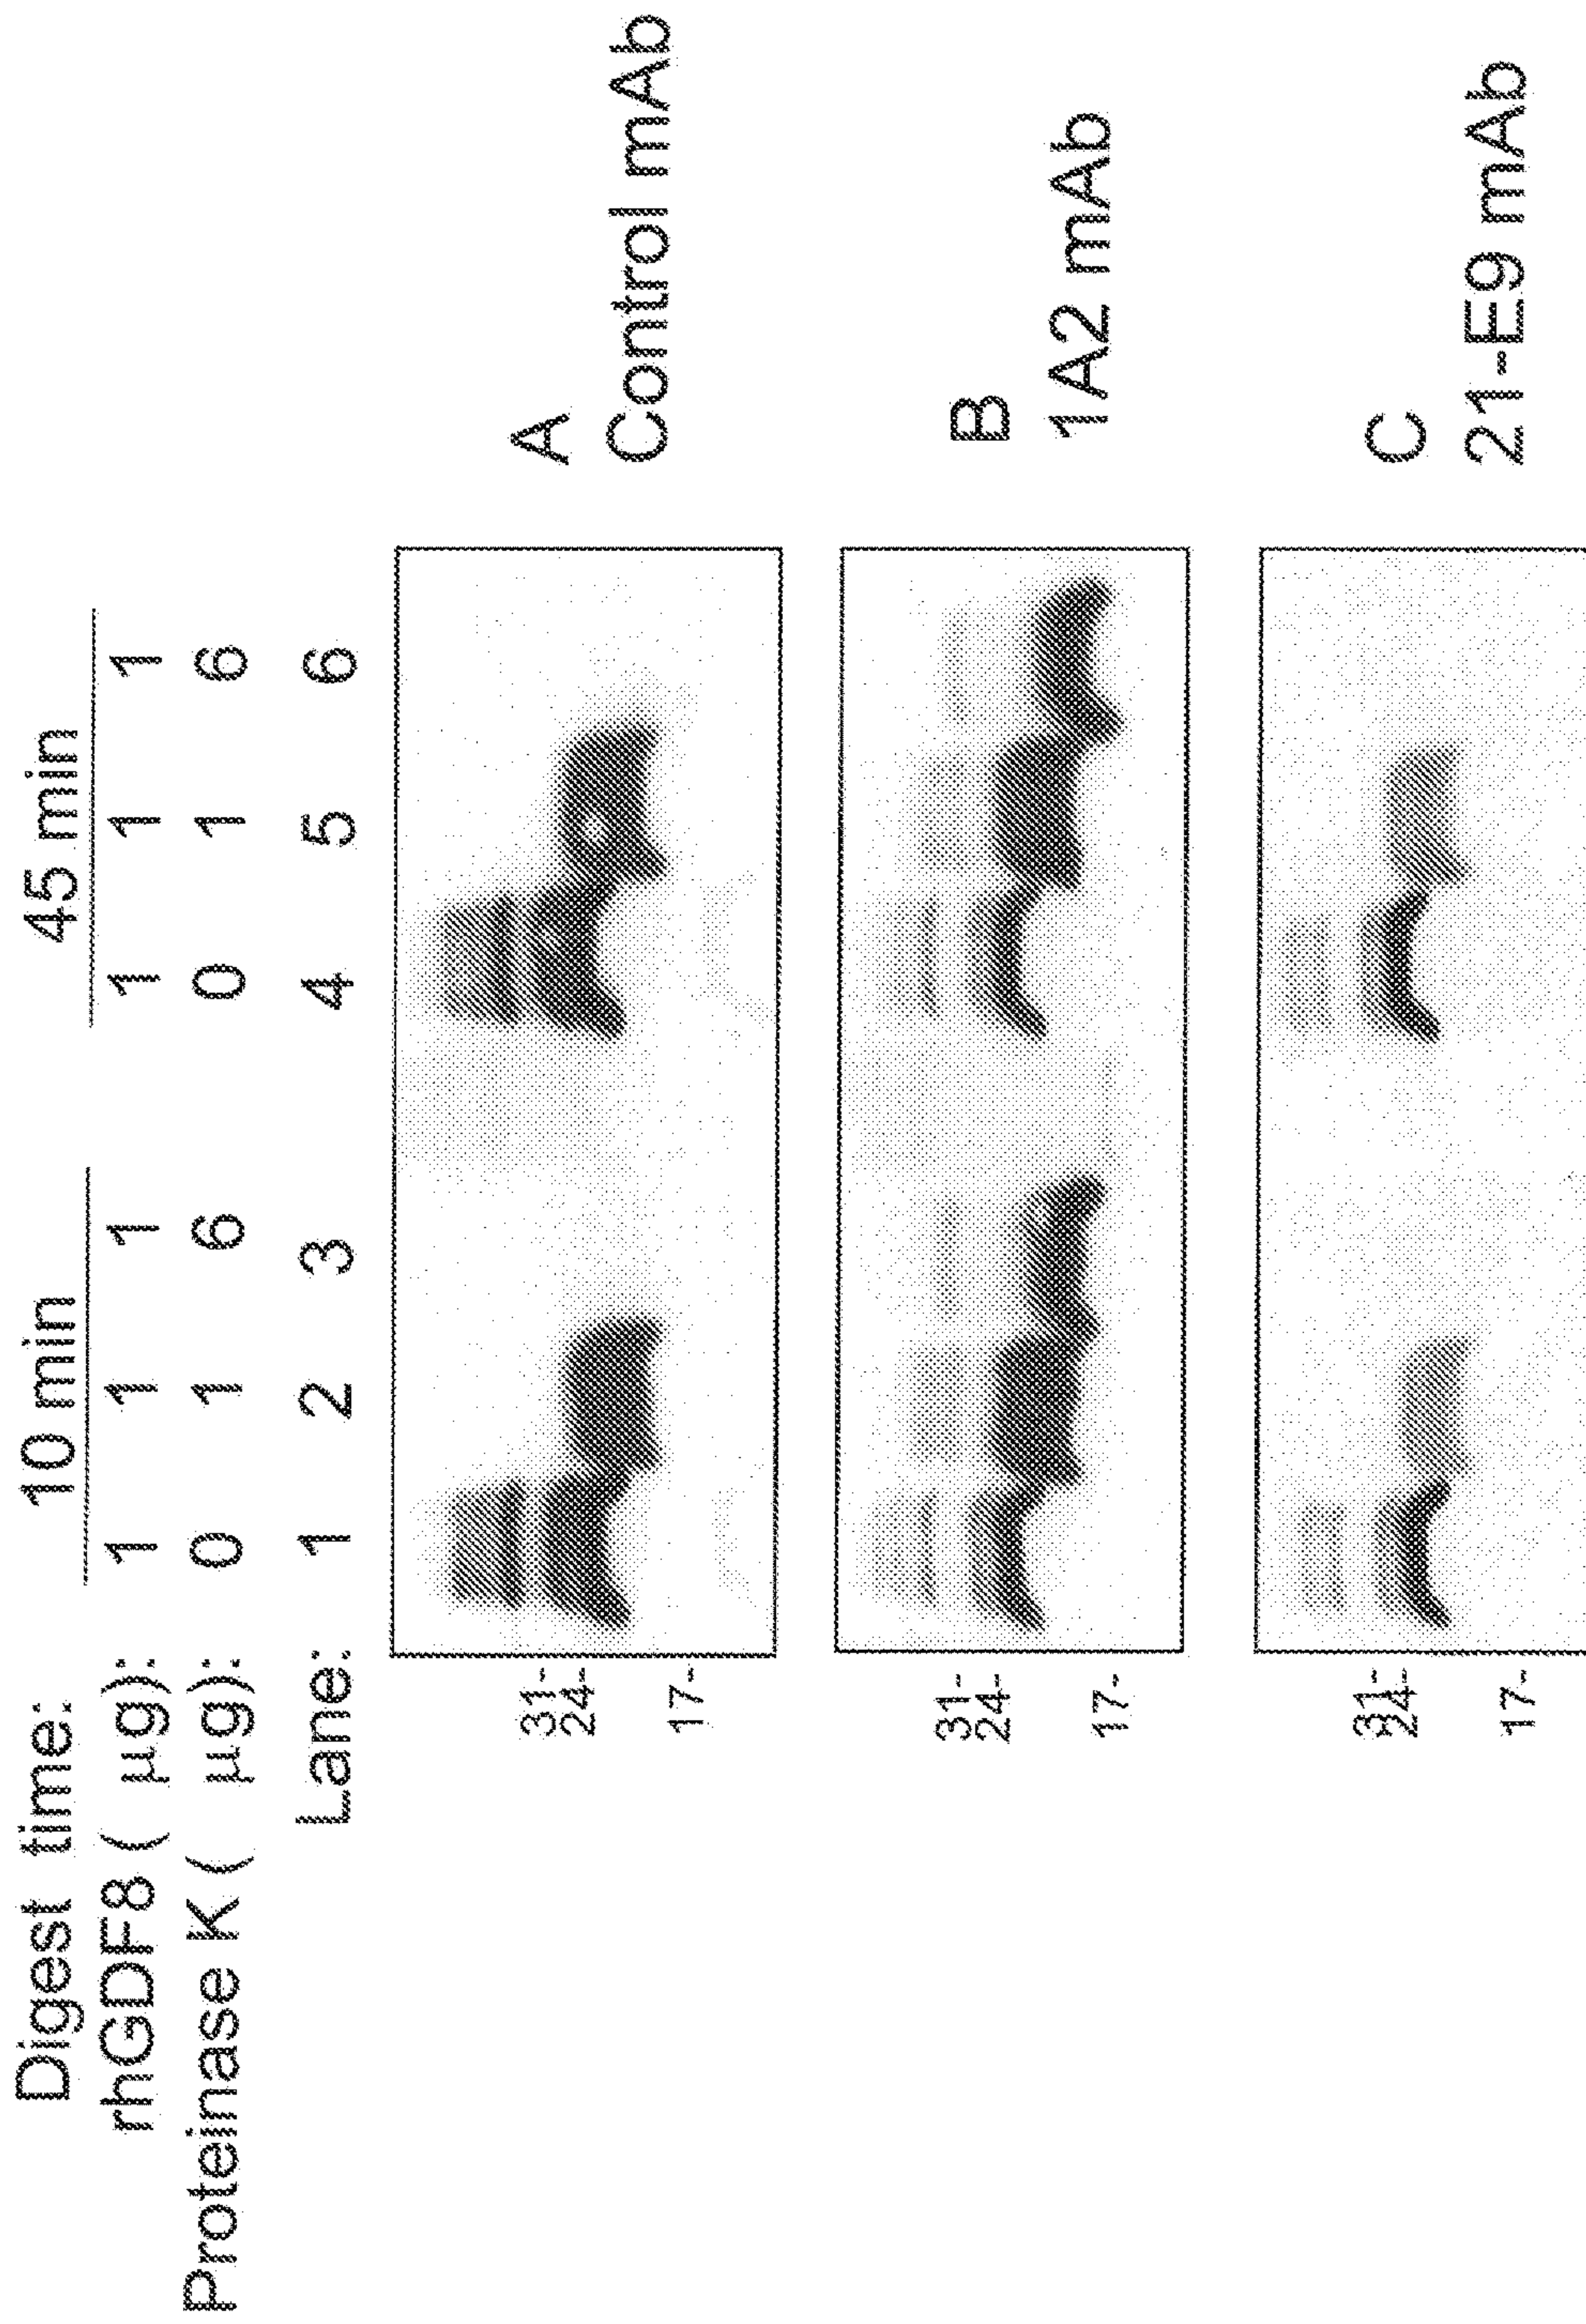 Digest time: 10 min 45 min
rhGDF8 ( µg): 1 1 1 1 1 1
Proteinase K ( µg): 0 1 6 0 1 6
Lane: 1 2 3 4 5 6
A
Control mAb
31-
24-
17-
B
1A2 mAb
31-
24-
17-
C
21-E9 mAb
31-
24-
17-